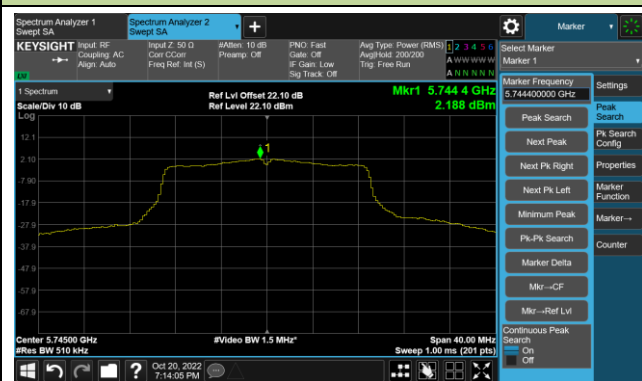 Spectrum Analyzer 1
Swept SA
Spectrum Analyzer 2
Swept SA
Marker
KEYSIGHT
Input: RF
Coupling: AC
Align: Auto
Input Z: 50 Ω
Corr CCorr
Freq Ref: Int (S)
#Atten: 10 dB
Preamp: Off
PNO: Fast
Gate: Off
IF Gain: Low
Sig Track: Off
Avg Type: Power (RMS)
Avg|Hold: 200/200
Trig: Free Run
1 2 3 4 5 6
A W W W W W
A N N N N N
LXI
Select Marker
Marker 1
1 Spectrum
Scale/Div 10 dB
Log
Ref Lvl Offset 22.10 dB
Ref Level 22.10 dBm
Mkr1 5.744 4 GHz
2.188 dBm
12.1
2.10
-7.90
-17.9
-27.9
-37.9
-47.9
-57.9
-67.9
1
Center 5.74500 GHz
#Res BW 510 kHz
#Video BW 1.5 MHz*
Span 40.00 MHz
Sweep 1.00 ms (201 pts)
Marker Frequency
5.744400000 GHz
Peak Search
Next Peak
Next Pk Right
Next Pk Left
Minimum Peak
Pk-Pk Search
Marker Delta
Mkr→CF
Mkr→Ref Lvl
Continuous Peak
Search
On
Off
Settings
Peak
Search
Pk Search
Config
Properties
Marker
Function
Marker→
Counter
Oct 20, 2022
7:14:05 PM